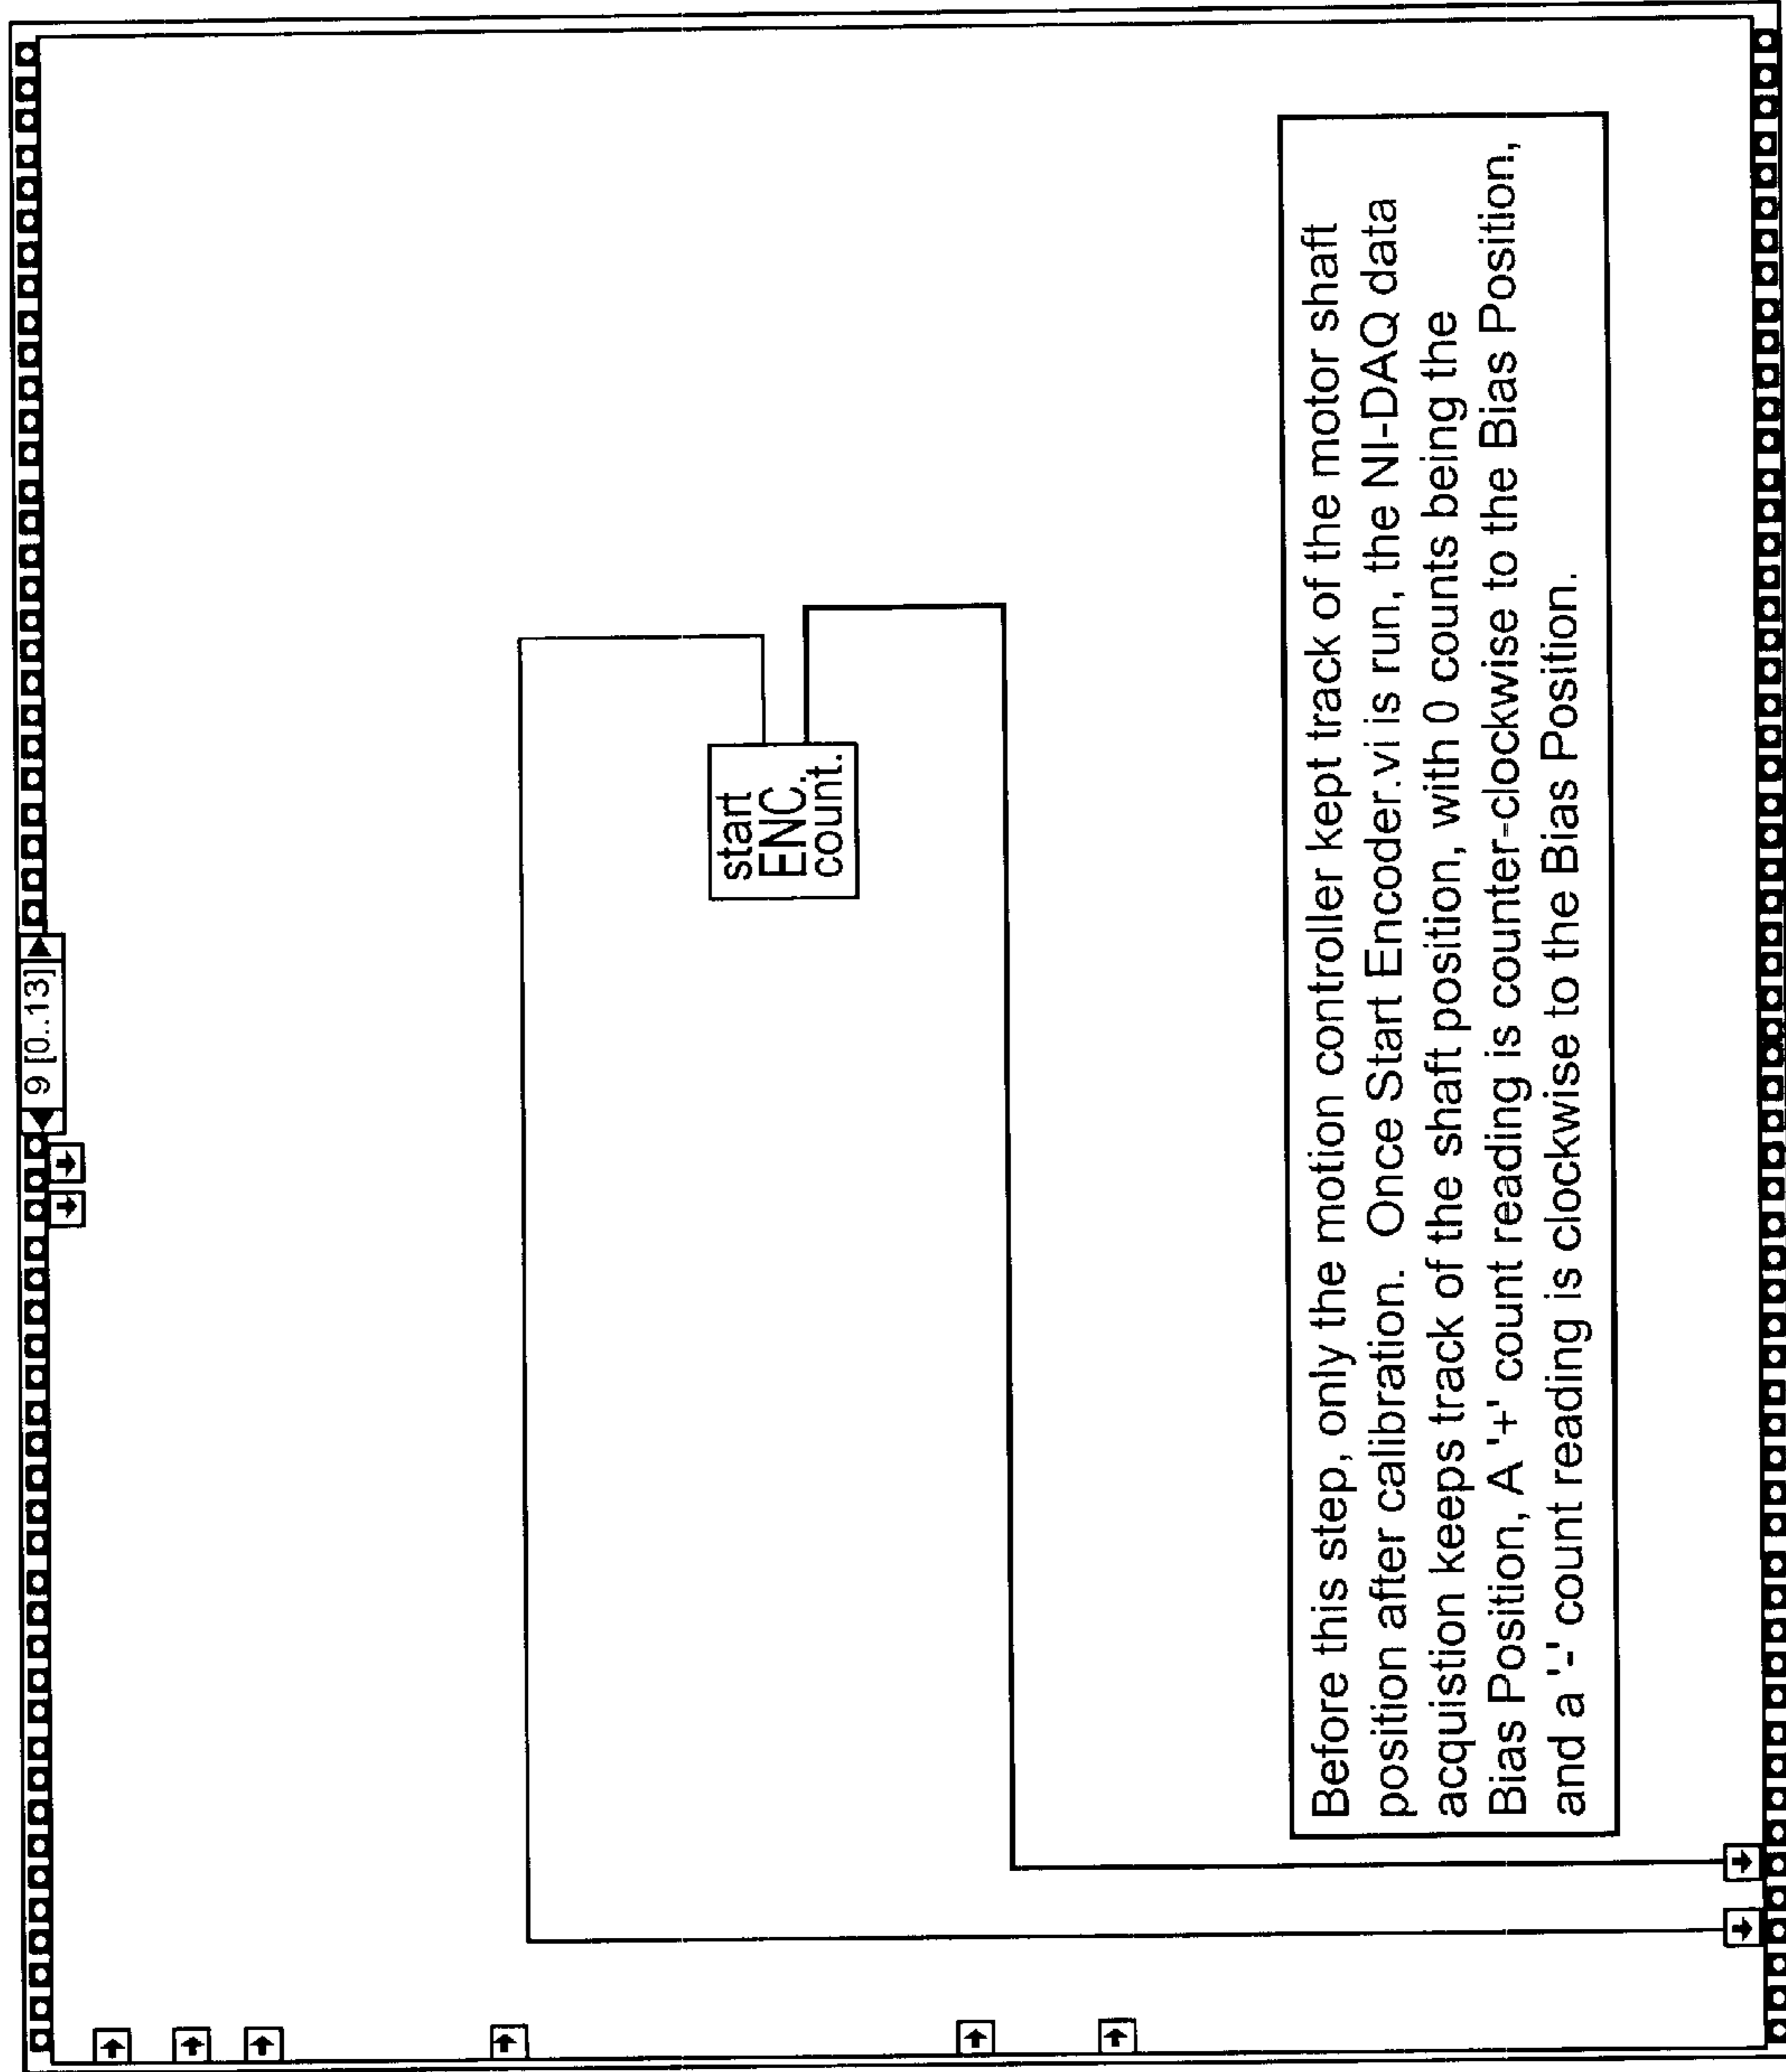 9 [0..13]
start
ENC.
count.
Before this step, only the motion controller kept track of the motor shaft
position after calibration.  Once Start Encoder.vi is run, the NI-DAQ data
acquistion keeps track of the shaft position, with 0 counts being the
Bias Position, A '+' count reading is counter-clockwise to the Bias Position,
and a '-' count reading is clockwise to the Bias Position.